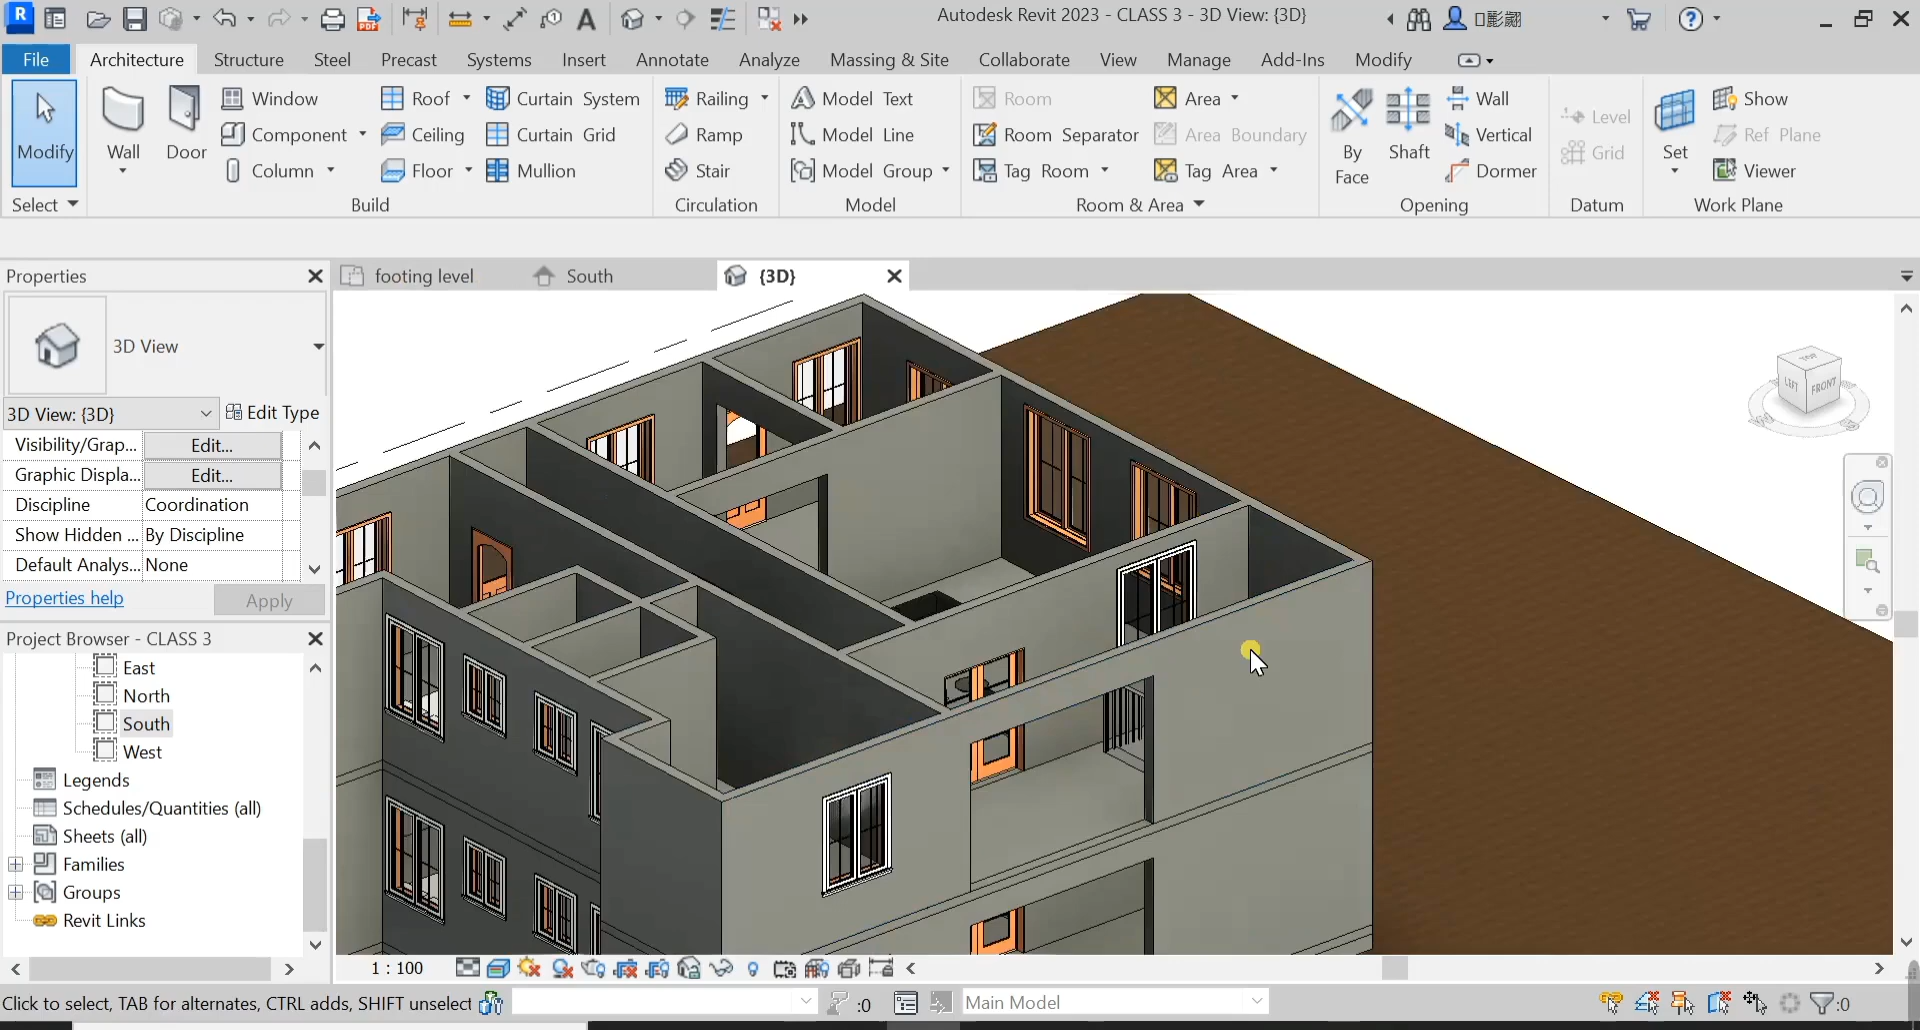 Autodesk Revit 2023 - CLASS 3 - 3D View: {3D}
File Architecture Structure Steel Precast Systems Insert Annotate Analyze Massing & Site Collaborate View Manage Add-Ins Modify
Modify
Select
Wall
Door
Window
Component
Column
Roof
Ceiling
Floor
Curtain System
Curtain Grid
Mullion
Build
Railing
Ramp
Stair
Circulation
Model Text
Model Line
Model Group
Model
Room
Room Separator
Tag Room
Area
Area Boundary
Tag Area
Room & Area
By
Face
Shaft
Wall
Vertical
Dormer
Opening
Level
Grid
Datum
Set
Show
Ref Plane
Viewer
Work Plane
Properties
footing level
South
{3D}
3D View
3D View: {3D}
Edit Type
Visibility/Grap... Edit...
Graphic Displa... Edit...
Discipline Coordination
Show Hidden ... By Discipline
Default Analys... None
Properties help
Apply
Project Browser - CLASS 3
East
North
South
West
Legends
Schedules/Quantities (all)
Sheets (all)
Families
Groups
Revit Links
TOP
LEFT
FRONT
1 : 100
Click to select, TAB for alternates, CTRL adds, SHIFT unselect
:0
Main Model
:0